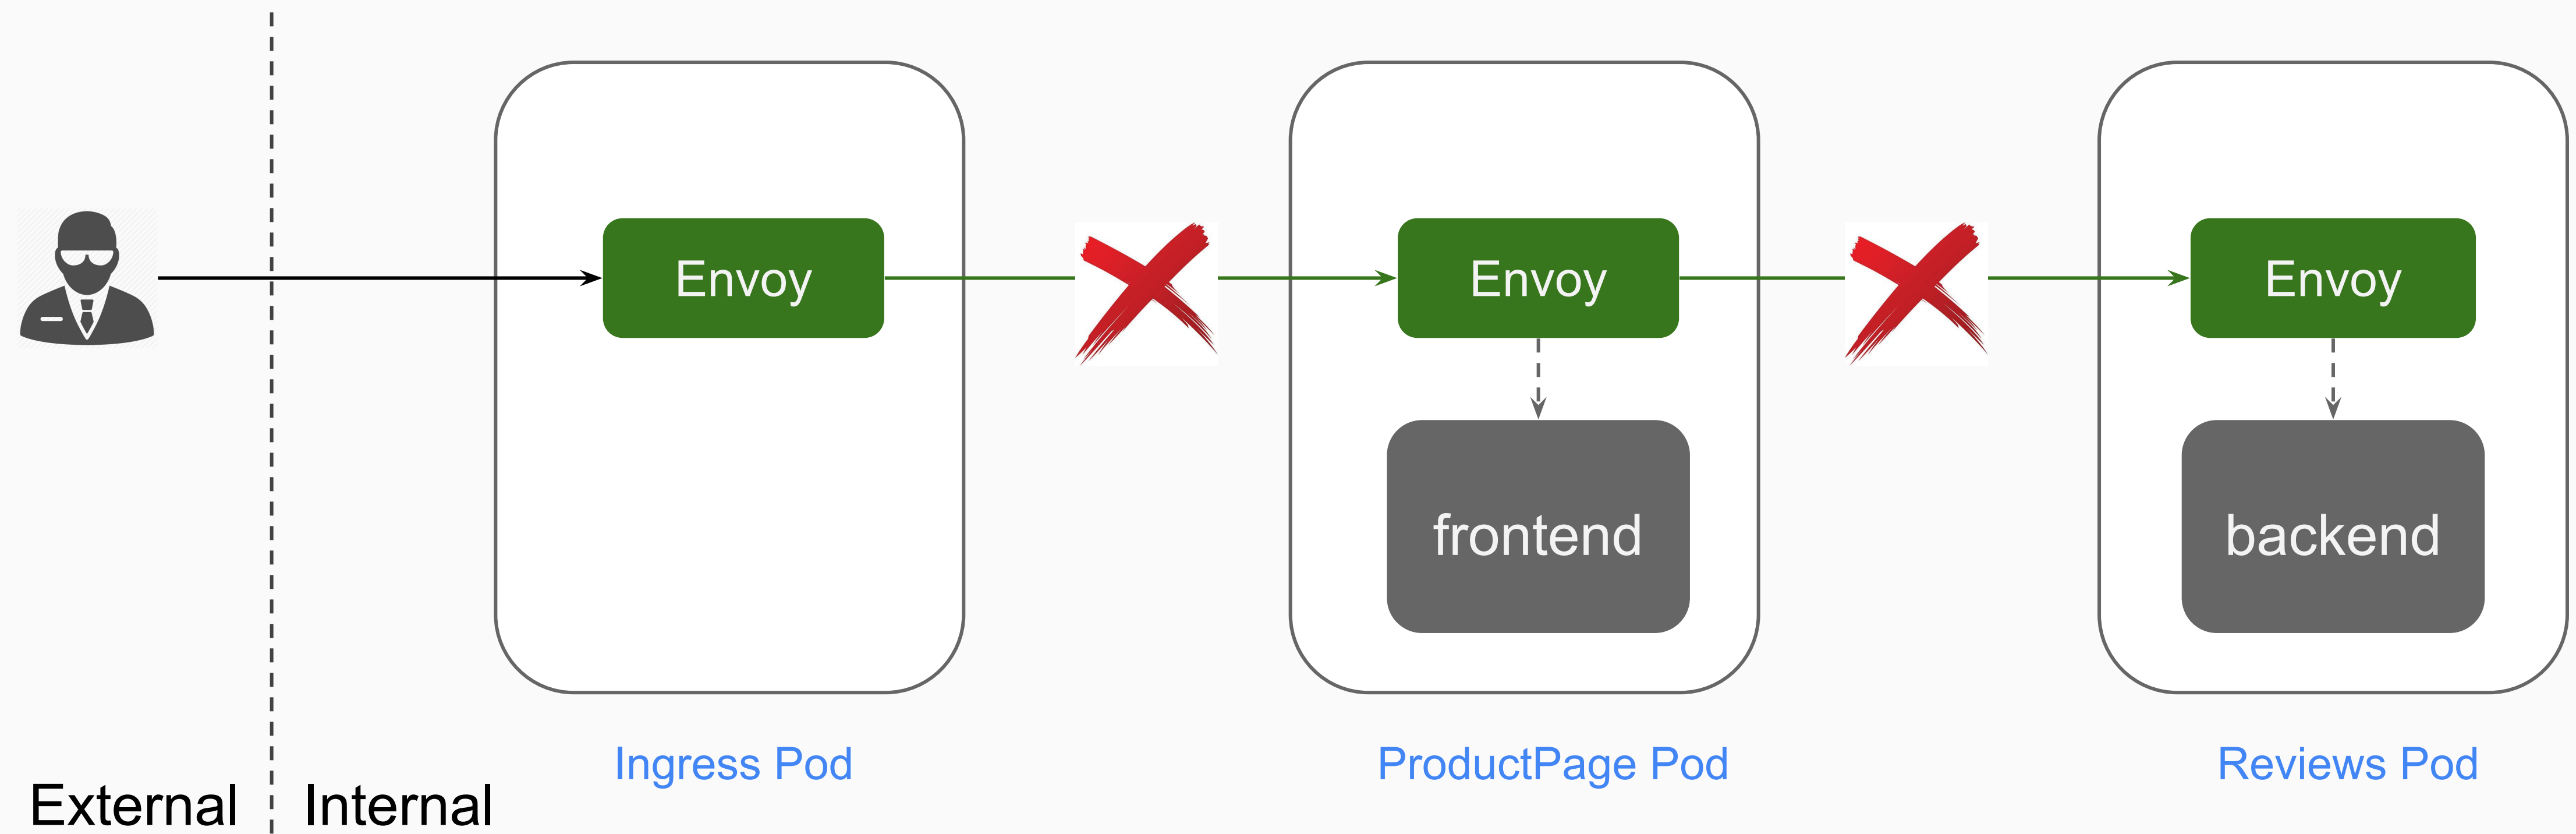 Envoy
Envoy
Envoy
frontend
backend
Ingress Pod
ProductPage Pod
Reviews Pod
External
Internal